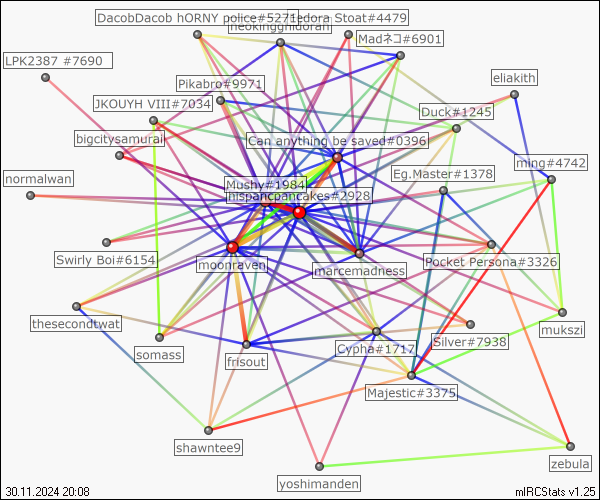 DacobDacob hORNY police#5271
fedora Stoat#4479
neokingghidorah
Madネコ#6901
LPK2387 #7690
Pikabro#9971
eliakith
JKOUYH VIII#7034
Duck#1245
bigcitysamurai
Can anything be saved#0396
ming#4742
Eg.Master#1378
normalwan
Mushy#1984
hispanicpancakes#2928
Swirly Boi#6154
moonraven
marcemadness
Pocket Persona#3326
thesecondtwat
mukszi
Silver#7938
somass
frisout
Cypha#1717
Majestic#3375
shawntee9
zebula
yoshimanden
30.11.2024 20:08
mIRCStats v1.25